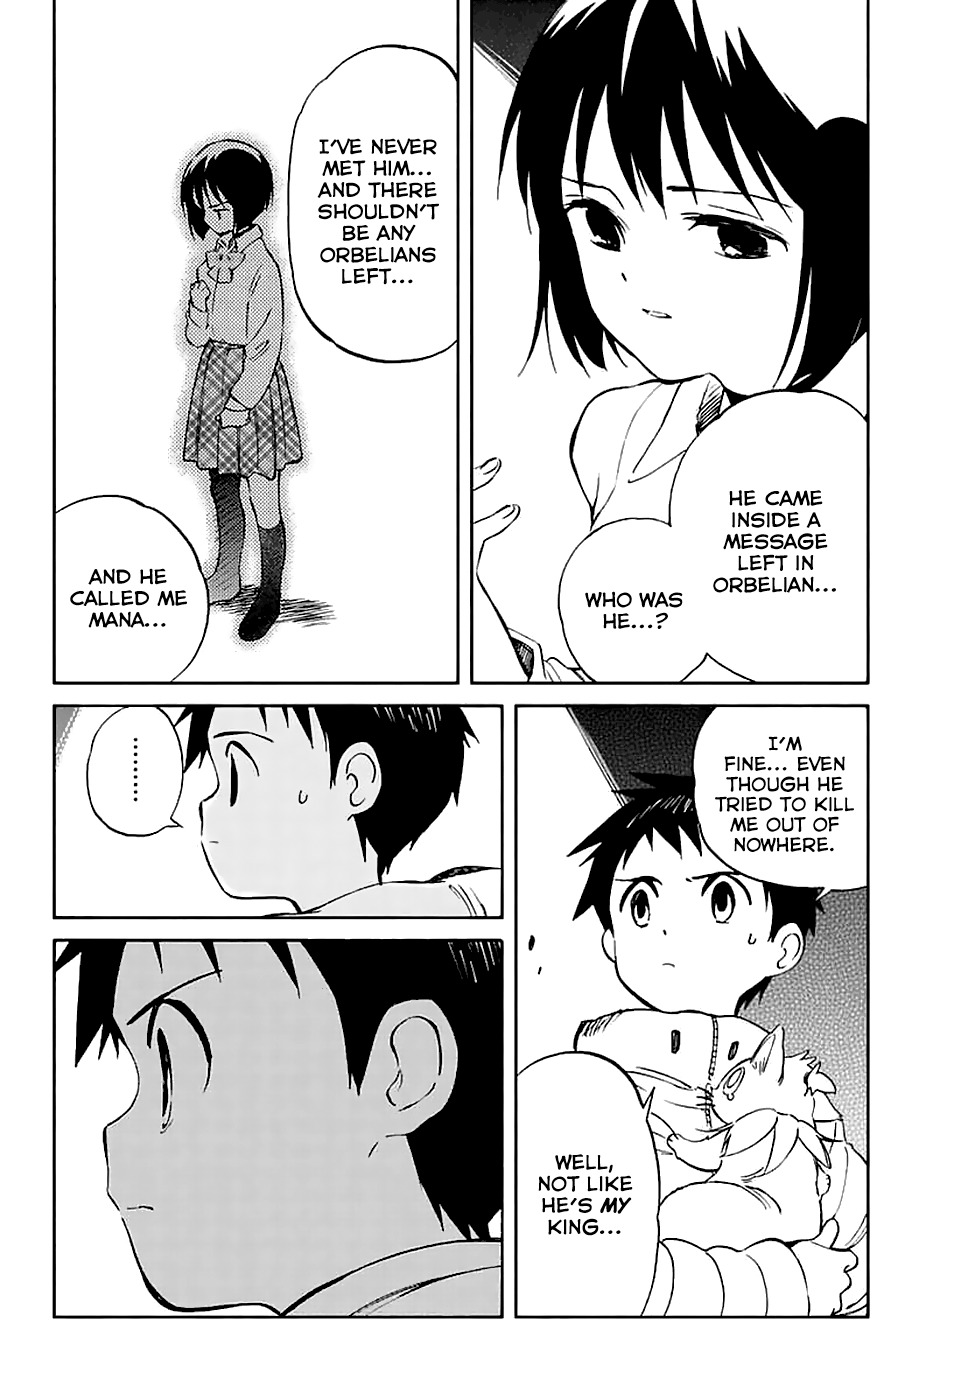 HE CAME
INSIDE A
MESSAGE
LEFT IN
ORBELIAN...
WHO WAS
HE...?
I'VE NEVER
MET HIM...
AND THERE
SHOULDN'T
BE ANY
ORBELIANS
LEFT...
AND HE
CALLED ME
MANA...
I'M
FINE... EVEN
THOUGH HE
TRIED TO KILL
ME OUT OF
NOWHERE.
WELL,
NOT LIKE
HE'S MY
KING...
.........